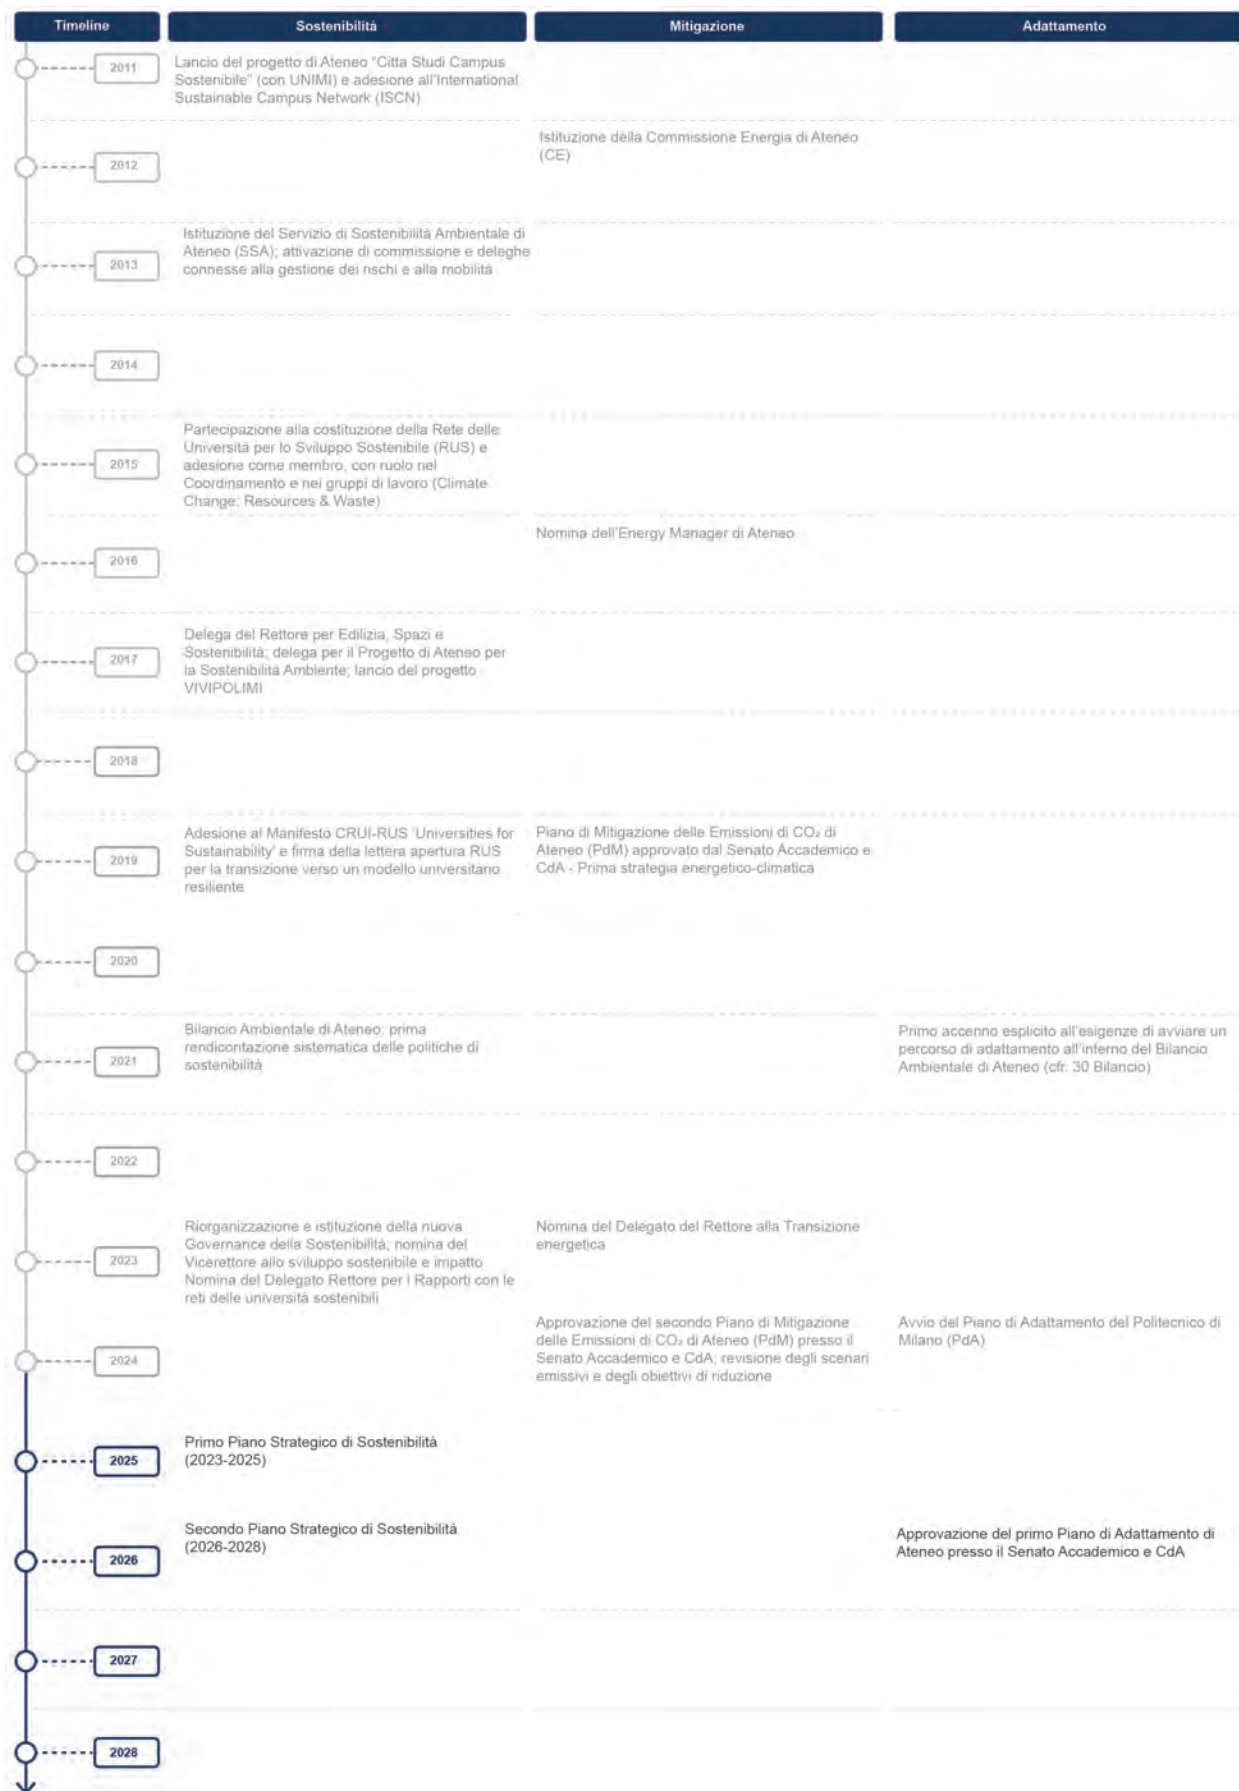 Timeline
Sostenibilità
Mitigazione
Adattamento
2011
Lancio del progetto di Ateneo "Citta Studi Campus
Sostenibile" (con UNIMI) e adesione all'International
Sustainable Campus Network (ISCN)
2012
Istituzione della Commissione Energia di Ateneo
(CE)
2013
Istituzione del Servizio di Sostenibilità Ambientale di
Ateneo (SSA); attivazione di commissione e deleghe
connesse alla gestione dei rischi e alla mobilità
2014
2015
Partecipazione alla costituzione della Rete delle
Università per lo Sviluppo Sostenibile (RUS) e
adesione come membro, con ruolo nel
Coordinamento e nei gruppi di lavoro (Climate
Change; Resources & Waste)
2016
Nomina dell'Energy Manager di Ateneo
2017
Delega del Rettore per Edilizia, Spazi e
Sostenibilità; delega per il Progetto di Ateneo per
la Sostenibilità Ambiente; lancio del progetto
VIVIPOLIMI
2018
2019
Adesione al Manifesto CRUI-RUS 'Universities for
Sustainability' e firma della lettera apertura RUS
per la transizione verso un modello universitario
resiliente
Piano di Mitigazione delle Emissioni di CO₂ di
Ateneo (PdM) approvato dal Senato Accademico e
CdA - Prima strategia energetico-climatica
2020
2021
Bilancio Ambientale di Ateneo: prima
rendicontazione sistematica delle politiche di
sostenibilità
Primo accenno esplicito all'esigenze di avviare un
percorso di adattamento all'interno del Bilancio
Ambientale di Ateneo (cfr. 30 Bilancio)
2022
2023
Riorganizzazione e istituzione della nuova
Governance della Sostenibilità; nomina del
Vicerettore allo sviluppo sostenibile e impatto
Nomina del Delegato Rettore per i Rapporti con le
reti delle università sostenibili
Nomina del Delegato del Rettore alla Transizione
energetica
2024
Approvazione del secondo Piano di Mitigazione
delle Emissioni di CO₂ di Ateneo (PdM) presso il
Senato Accademico e CdA; revisione degli scenari
emissivi e degli obiettivi di riduzione
Avvio del Piano di Adattamento del Politecnico di
Milano (PdA)
2025
Primo Piano Strategico di Sostenibilità
(2023-2025)
2026
Secondo Piano Strategico di Sostenibilità
(2026-2028)
Approvazione del primo Piano di Adattamento di
Ateneo presso il Senato Accademico e CdA
2027
2028